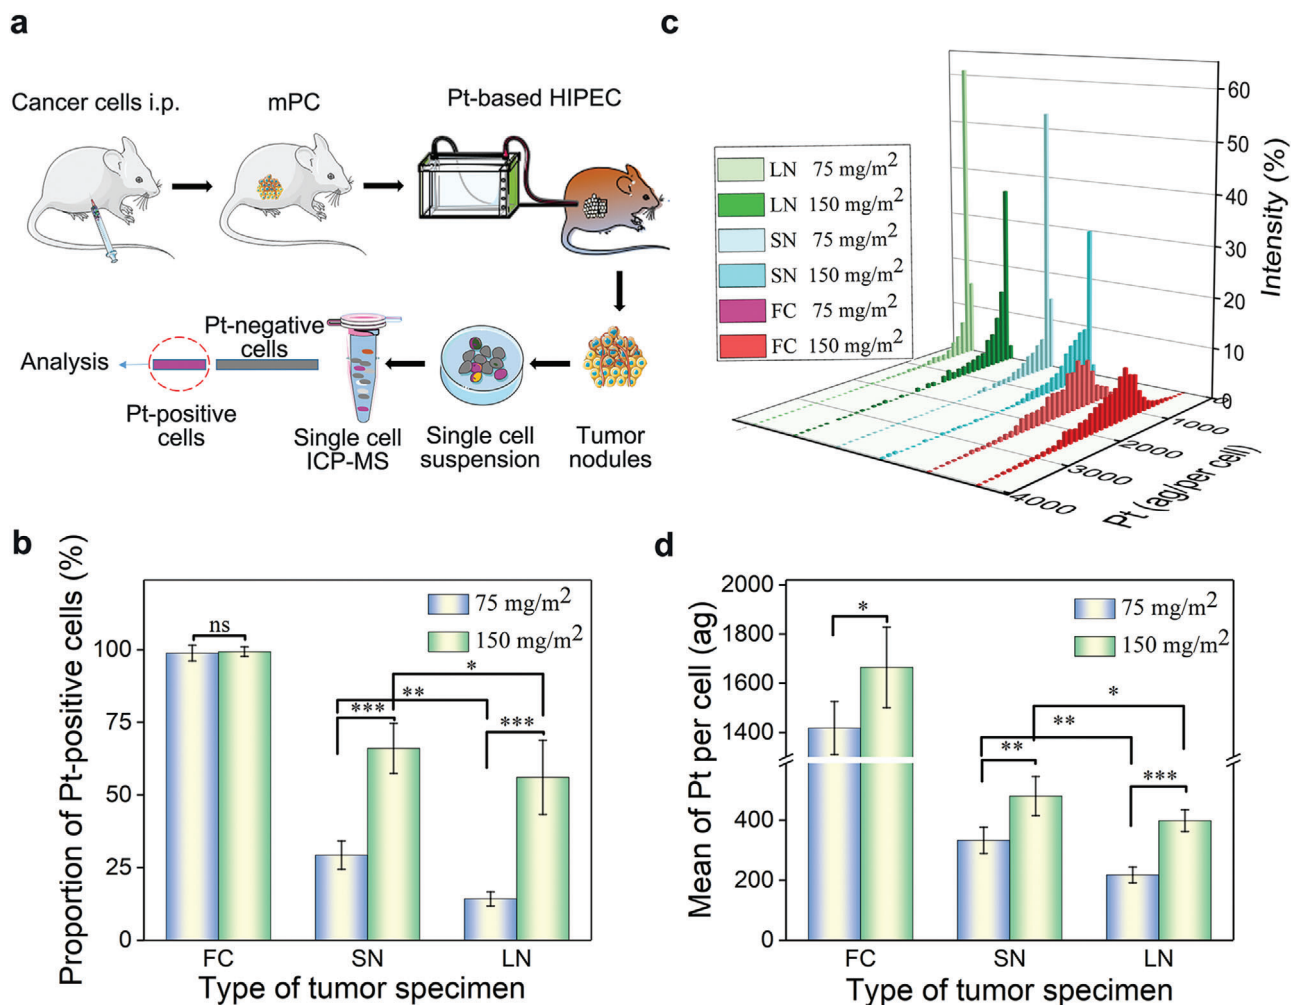 a
Cancer cells i.p.
mPC
Pt-based HIPEC
Analysis
Pt-negative
cells
Pt-positive
cells
Single cell
ICP-MS
Single cell
suspension
Tumor
nodules
c
LN 75 mg/m²
LN 150 mg/m²
SN 75 mg/m²
SN 150 mg/m²
FC 75 mg/m²
FC 150 mg/m²
60
50
40
30
20
10
0
Intensity (%)
1000
2000
3000
4000
Pt (ag/per cell)
b
Proportion of Pt-positive cells (%)
100
75
50
25
0
75 mg/m²
150 mg/m²
ns
*
**
***
***
FC
SN
LN
Type of tumor specimen
d
Mean of Pt per cell (ag)
2000
1800
1600
1400
400
200
0
75 mg/m²
150 mg/m²
*
*
**
**
***
FC
SN
LN
Type of tumor specimen